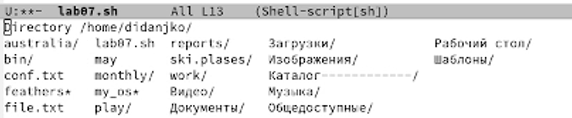 U:**-  lab07.sh       All L13    (Shell-script[sh])
Directory /home/didanjko/
australia/  lab07.sh  reports/    Загрузки/             Рабочий стол/
bin/        may       ski.plases/ Изображения/          Шаблоны/
conf.txt    monthly/  work/       Каталог------------/
feathers*   my_os*    Видео/      Музыка/
file.txt    play/     Документы/  Общедоступные/